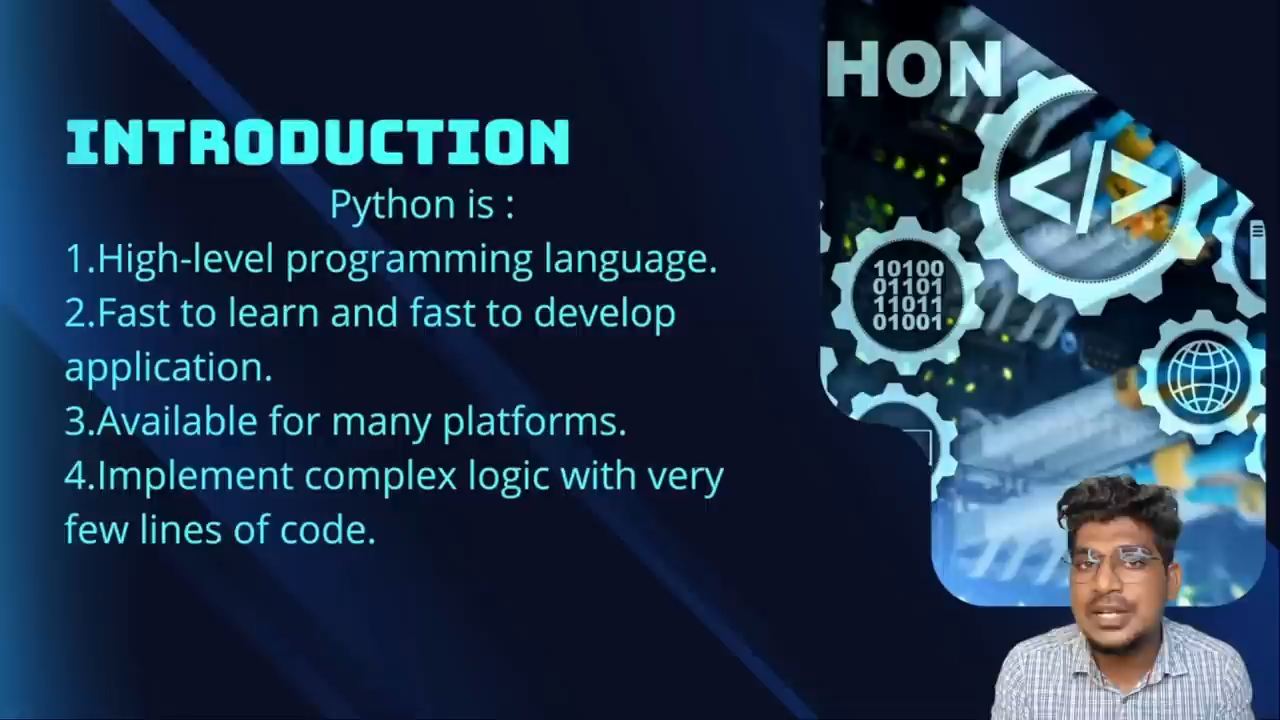 HON
INTRODUCTION
Python is :
1.High-level programming language.
2.Fast to learn and fast to develop
application.
3.Available for many platforms.
4.Implement complex logic with very
few lines of code.
</>
10100
01101
11011
01001